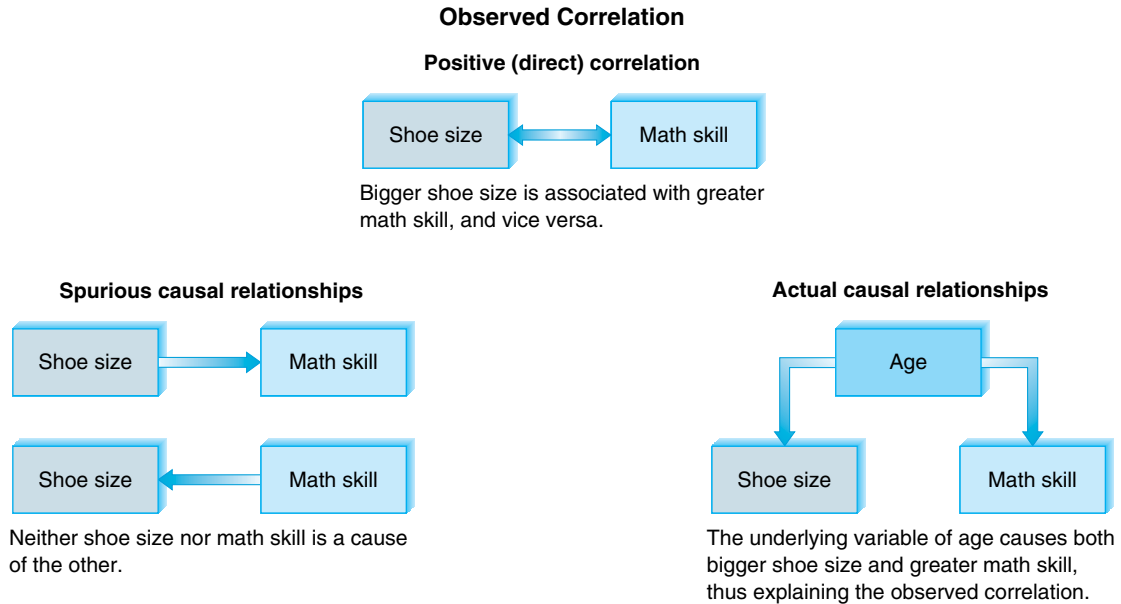 Observed Correlation
Positive (direct) correlation
Shoe size
Math skill
Bigger shoe size is associated with greater
math skill, and vice versa.
Spurious causal relationships
Shoe size
Math skill
Shoe size
Math skill
Neither shoe size nor math skill is a cause
of the other.
Actual causal relationships
Age
Shoe size
Math skill
The underlying variable of age causes both
bigger shoe size and greater math skill,
thus explaining the observed correlation.